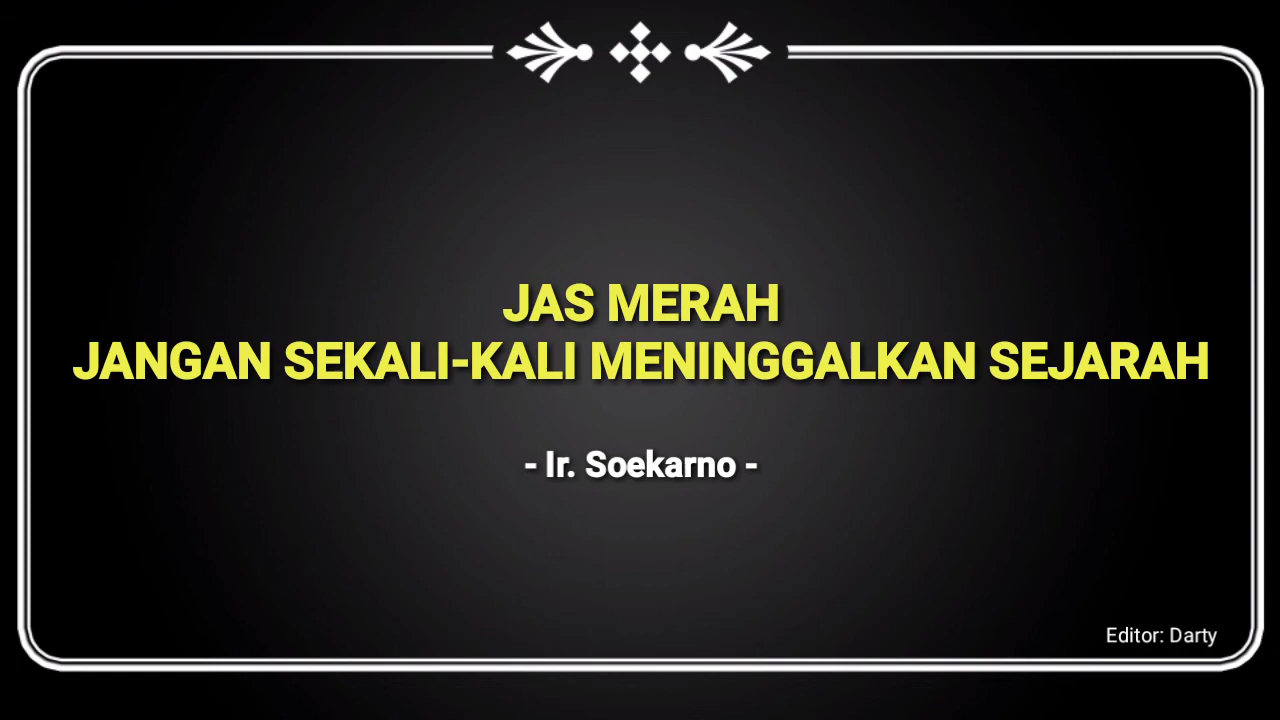 JAS MERAH
JANGAN SEKALI-KALI MENINGGALKAN SEJARAH
- Ir. Soekarno -
Editor: Darty